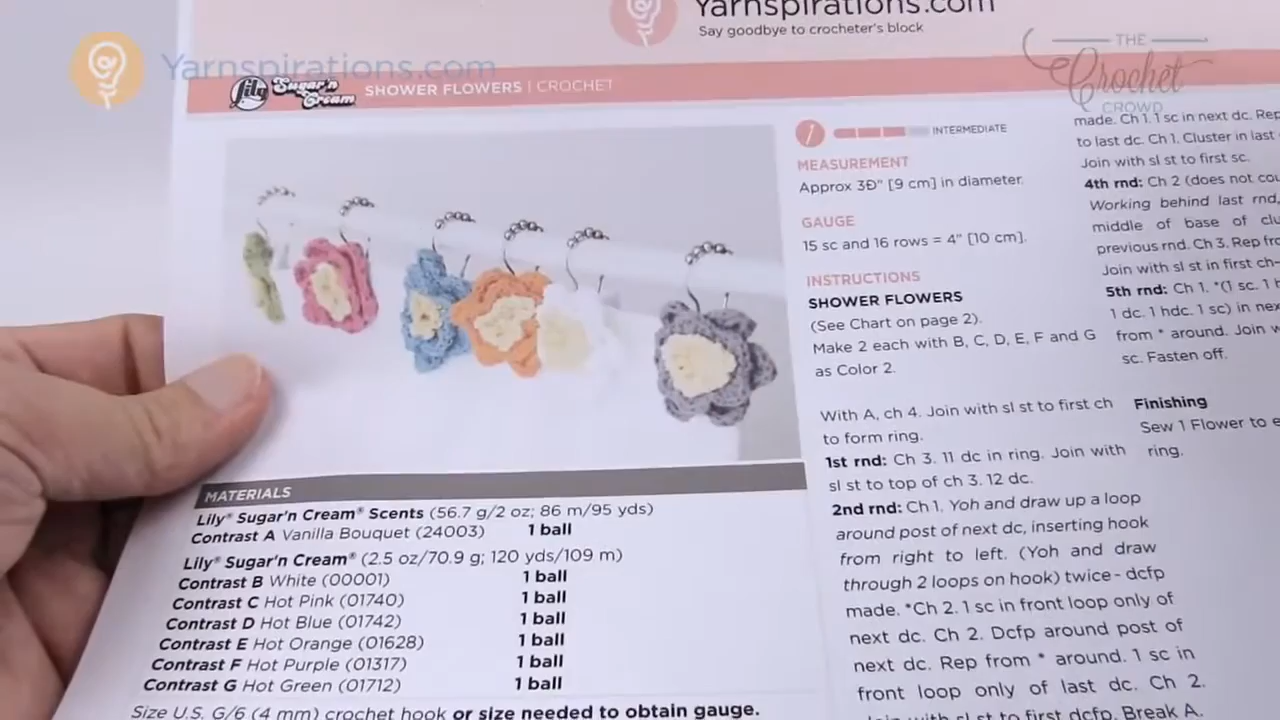 Yarnspirations.com
Say goodbye to crocheter's block
Yarnspirations.com
THE
Crochet
CROWD
Lily Sugar'n Cream SHOWER FLOWERS | CROCHET
INTERMEDIATE
MEASUREMENT
Approx 3Đ" [9 cm] in diameter.
GAUGE
15 sc and 16 rows = 4" [10 cm].
INSTRUCTIONS
SHOWER FLOWERS
(See Chart on page 2).
Make 2 each with B, C, D, E, F and G
as Color 2.
With A, ch 4. Join with sl st to first ch
to form ring.
1st rnd: Ch 3. 11 dc in ring. Join with
sl st to top of ch 3. 12 dc.
2nd rnd: Ch 1. Yoh and draw up a loop
around post of next dc, inserting hook
from right to left. (Yoh and draw
through 2 loops on hook) twice - dcfp
made. *Ch 2. 1 sc in front loop only of
next dc. Ch 2. Dcfp around post of
next dc. Rep from * around. 1 sc in
front loop only of last dc. Ch 2.
Join with sl st to first dcfp. Break A.
made. Ch 1. 1 sc in next dc. Rep
to last dc. Ch 1. Cluster in last
Join with sl st to first sc.
4th rnd: Ch 2 (does not cou
Working behind last rnd,
middle of base of clu
previous rnd. Ch 3. Rep fro
Join with sl st in first ch-
5th rnd: Ch 1. *(1 sc. 1 h
1 dc. 1 hdc. 1 sc) in nex
from * around. Join w
sc. Fasten off.
Finishing
Sew 1 Flower to e
ring.
MATERIALS
Lily® Sugar'n Cream® Scents (56.7 g/2 oz; 86 m/95 yds)
Contrast A Vanilla Bouquet (24003) 1 ball
Lily® Sugar'n Cream® (2.5 oz/70.9 g; 120 yds/109 m)
Contrast B White (00001) 1 ball
Contrast C Hot Pink (01740) 1 ball
Contrast D Hot Blue (01742) 1 ball
Contrast E Hot Orange (01628) 1 ball
Contrast F Hot Purple (01317) 1 ball
Contrast G Hot Green (01712) 1 ball
Size U.S. G/6 (4 mm) crochet hook or size needed to obtain gauge.